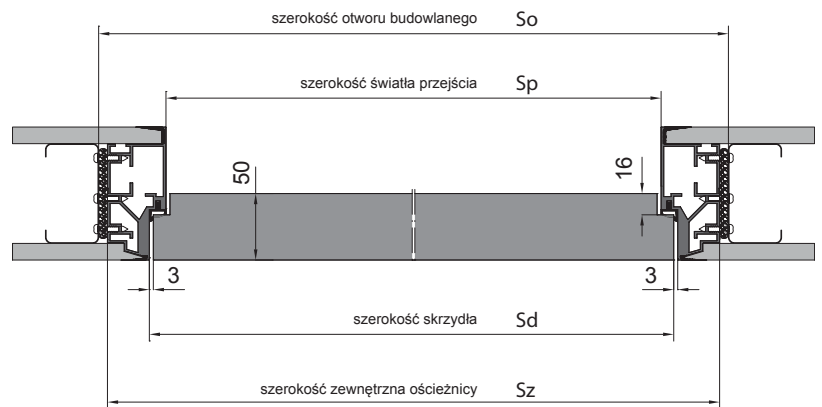 szerokość otworu budowlanego So
szerokość światła przejścia Sp
50
16
3
3
szerokość skrzydła Sd
szerokość zewnętrzna ościeżnicy Sz